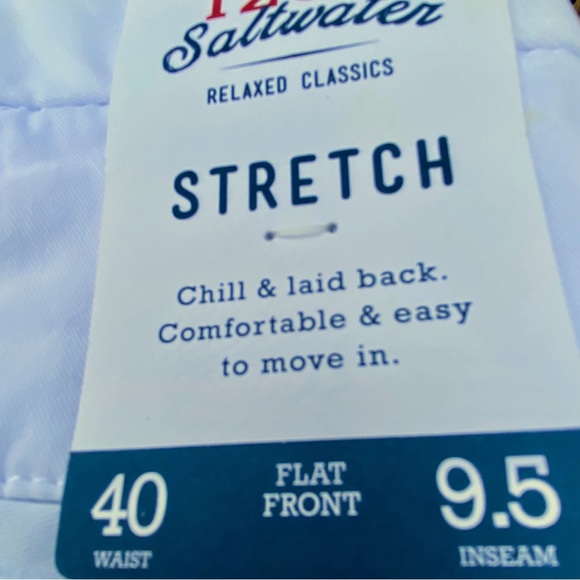 Saltwater
RELAXED CLASSICS
STRETCH
Chill & laid back.
Comfortable & easy
to move in.
40
WAIST
FLAT
FRONT
9.5
INSEAM